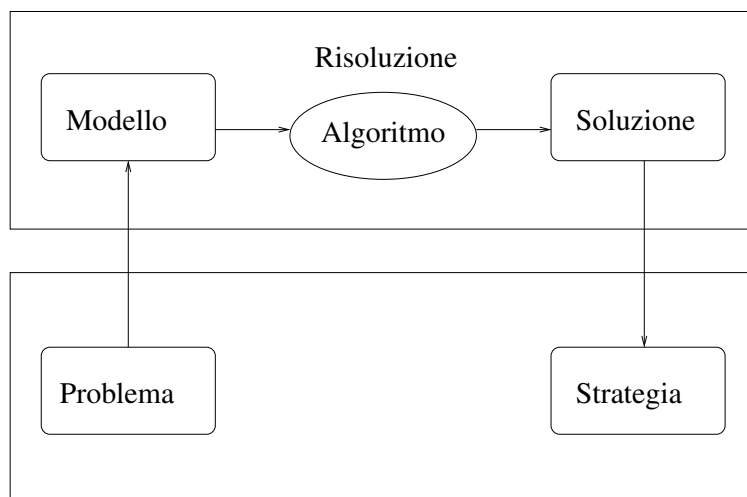 Risoluzione
Modello
Algoritmo
Soluzione
Problema
Strategia